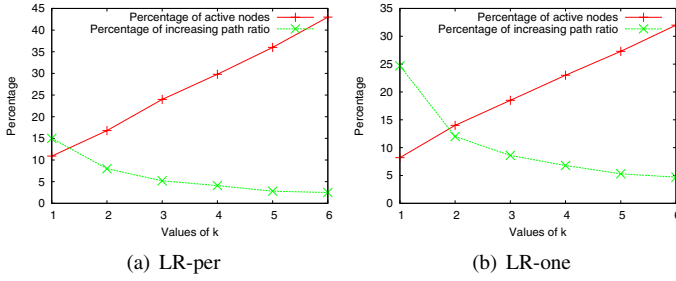 Percentage of active nodes
Percentage of increasing path ratio
45
40
35
30
25
20
15
10
5
0
Percentage
1 2 3 4 5 6
Values of k
(a) LR-per
Percentage of active nodes
Percentage of increasing path ratio
35
30
25
20
15
10
5
0
Percentage
1 2 3 4 5 6
Values of k
(b) LR-one